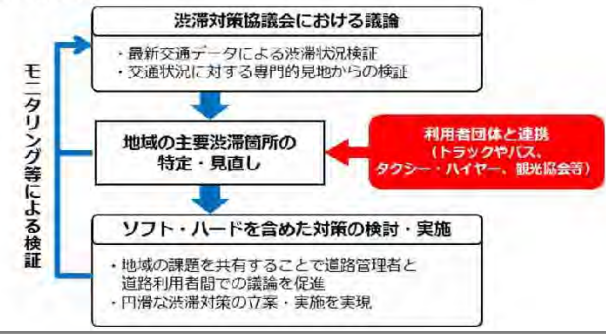 渋滞対策協議会における議論
・最新交通データによる渋滞状況検証
・交通状況に対する専門的見地からの検証
モニタリング等による検証
地域の主要渋滞箇所の
特定・見直し
利用者団体と連携
(トラックやバス、
タクシー・ハイヤー、観光協会等)
ソフト・ハードを含めた対策の検討・実施
・地域の課題を共有することで道路管理者と
道路利用者間での議論を促進
・円滑な渋滞対策の立案・実施を実現